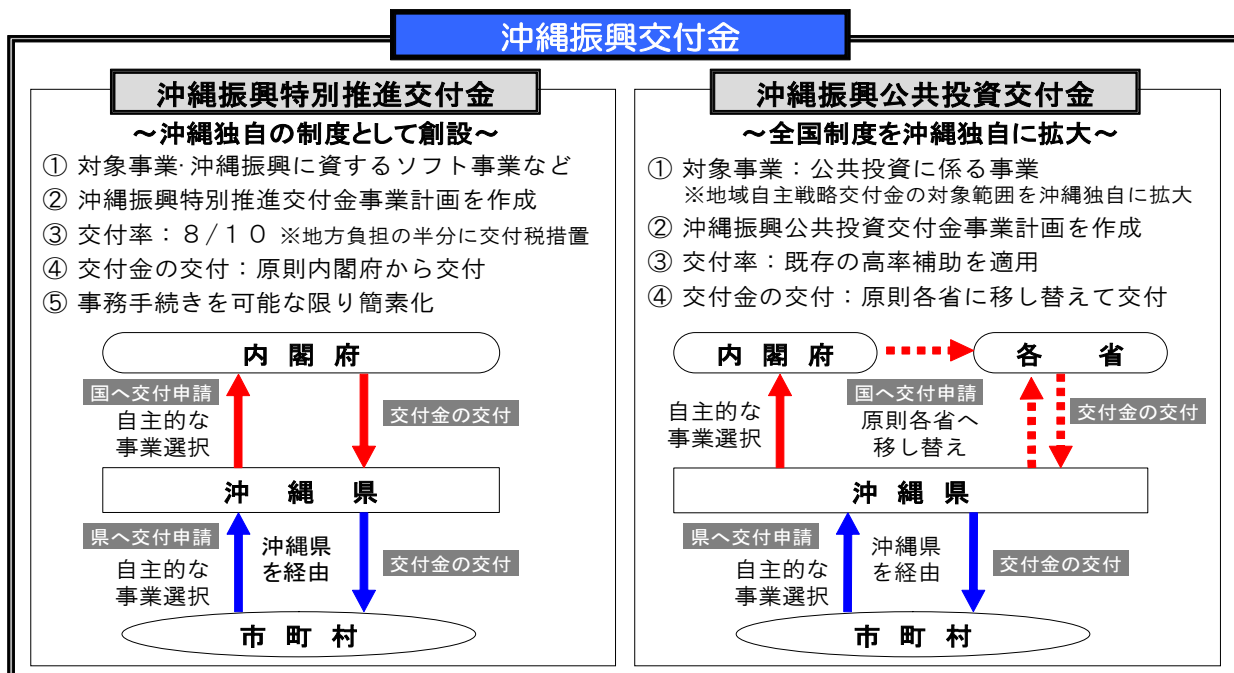 沖縄振興交付金
沖縄振興特別推進交付金
～沖縄独自の制度として創設～
① 対象事業･沖縄振興に資するソフト事業など
② 沖縄振興特別推進交付金事業計画を作成
③ 交付率：８/１０ ※地方負担の半分に交付税措置
④ 交付金の交付：原則内閣府から交付
⑤ 事務手続きを可能な限り簡素化
内閣府
国へ交付申請
自主的な
事業選択
交付金の交付
沖縄県
県へ交付申請
自主的な
事業選択
沖縄県
を経由
交付金の交付
市町村
沖縄振興公共投資交付金
～全国制度を沖縄独自に拡大～
① 対象事業：公共投資に係る事業
※地域自主戦略交付金の対象範囲を沖縄独自に拡大
② 沖縄振興公共投資交付金事業計画を作成
③ 交付率：既存の高率補助を適用
④ 交付金の交付：原則各省に移し替えて交付
内閣府
各省
自主的な
事業選択
国へ交付申請
原則各省へ
移し替え
交付金の交付
沖縄県
県へ交付申請
自主的な
事業選択
沖縄県
を経由
交付金の交付
市町村